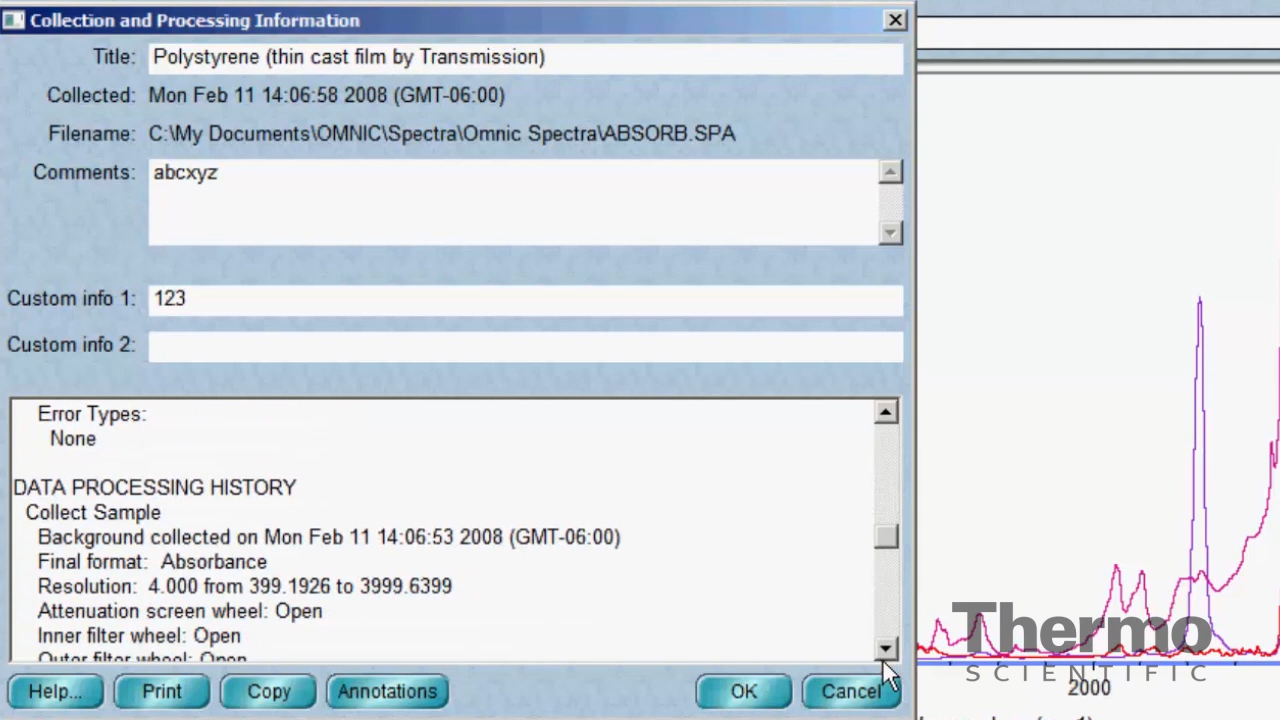 Collection and Processing Information
Title: Polystyrene (thin cast film by Transmission)
Collected: Mon Feb 11 14:06:58 2008 (GMT-06:00)
Filename: C:\My Documents\OMNIC\Spectra\Omnic Spectra\ABSORB.SPA
Comments: abcxyz
Custom info 1: 123
Custom info 2:
Error Types:
None
DATA PROCESSING HISTORY
Collect Sample
Background collected on Mon Feb 11 14:06:53 2008 (GMT-06:00)
Final format: Absorbance
Resolution: 4.000 from 399.1926 to 3999.6399
Attenuation screen wheel: Open
Inner filter wheel: Open
Outer filter wheel: Open
Help... Print Copy Annotations OK Cancel
Thermo
SCIENTIFIC
2000